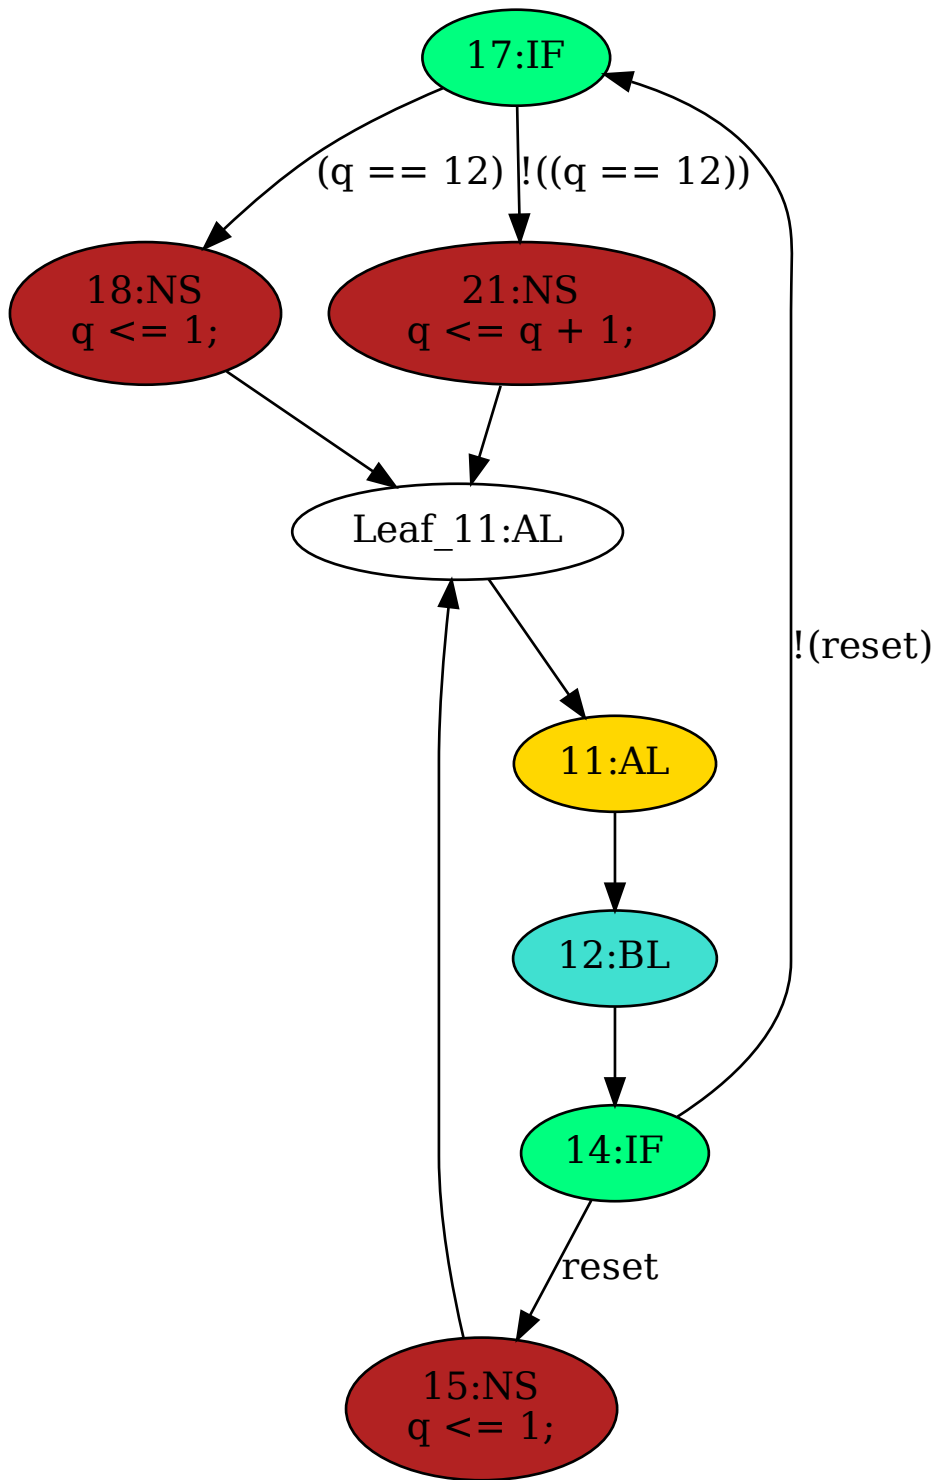 17:IF
(q == 12)
!((q == 12))
18:NS
q <= 1;
21:NS
q <= q + 1;
Leaf_11:AL
!(reset)
11:AL
12:BL
14:IF
reset
15:NS
q <= 1;